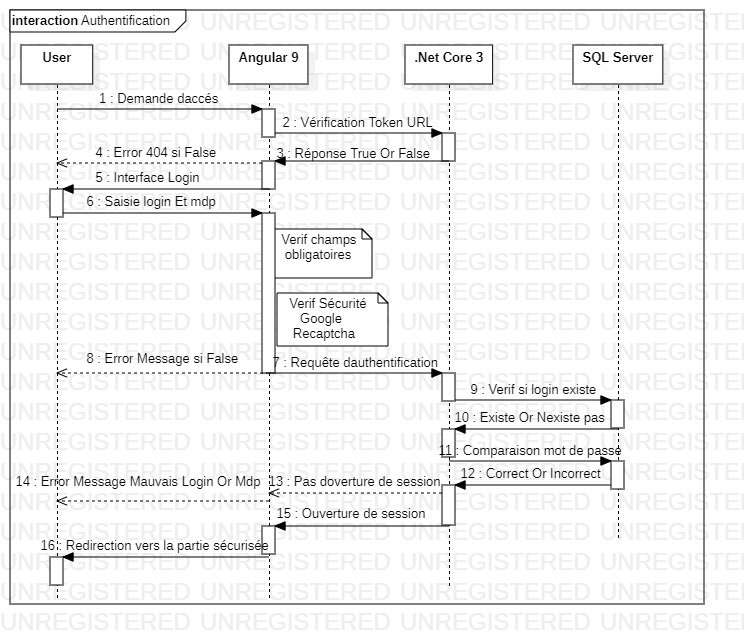 interaction Authentification
User
Angular 9
.Net Core 3
SQL Server
1 : Demande daccés
2 : Vérification Token URL
3 : Réponse True Or False
4 : Error 404 si False
5 : Interface Login
6 : Saisie login Et mdp
Verif champs
obligatoires
Verif Sécurité
Google
Recaptcha
8 : Error Message si False
7 : Requête dauthentification
9 : Verif si login existe
10 : Existe Or Nexiste pas
11 : Comparaison mot de passe
12 : Correct Or Incorrect
14 : Error Message Mauvais Login Or Mdp
13 : Pas doverture de session
15 : Ouverture de session
16 : Redirection vers la partie sécurisée
UNREGISTERED